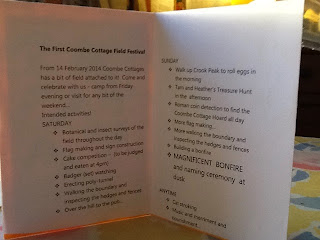 The First Coombe Cottage Field Festival
From 14 February 2014 Coombe Cottage
has a bit of field attached to it! Come and
celebrate with us - camp from Friday
evening or visit for any bit of the
weekend...
Intended activities!
SATURDAY
❖ Botanical and insect surveys of the
field throughout the day
❖ Flag making and sign construction
❖ Cake competition – (to be judged
and eaten at 4pm)
❖ Badger (set) watching
❖ Erecting poly-tunnel
❖ Walking the boundary and
inspecting the hedges and fences
❖ Over the hill to the pub...
SUNDAY
❖ Walk up Crook Peak to roll eggs in
the morning
❖ Tam and Heather's Treasure Hunt
in the afternoon
❖ Roman coin detection to find the
Coombe Cottage Hoard all day
❖ More flag making...
❖ More walking the boundary and
inspecting the hedges and fences
❖ Building a bonfire
❖ MAGNIFICENT BONFIRE
and naming ceremony at
dusk
ANYTIME
❖ Cat stroking
❖ Music and merriment and
nourishment